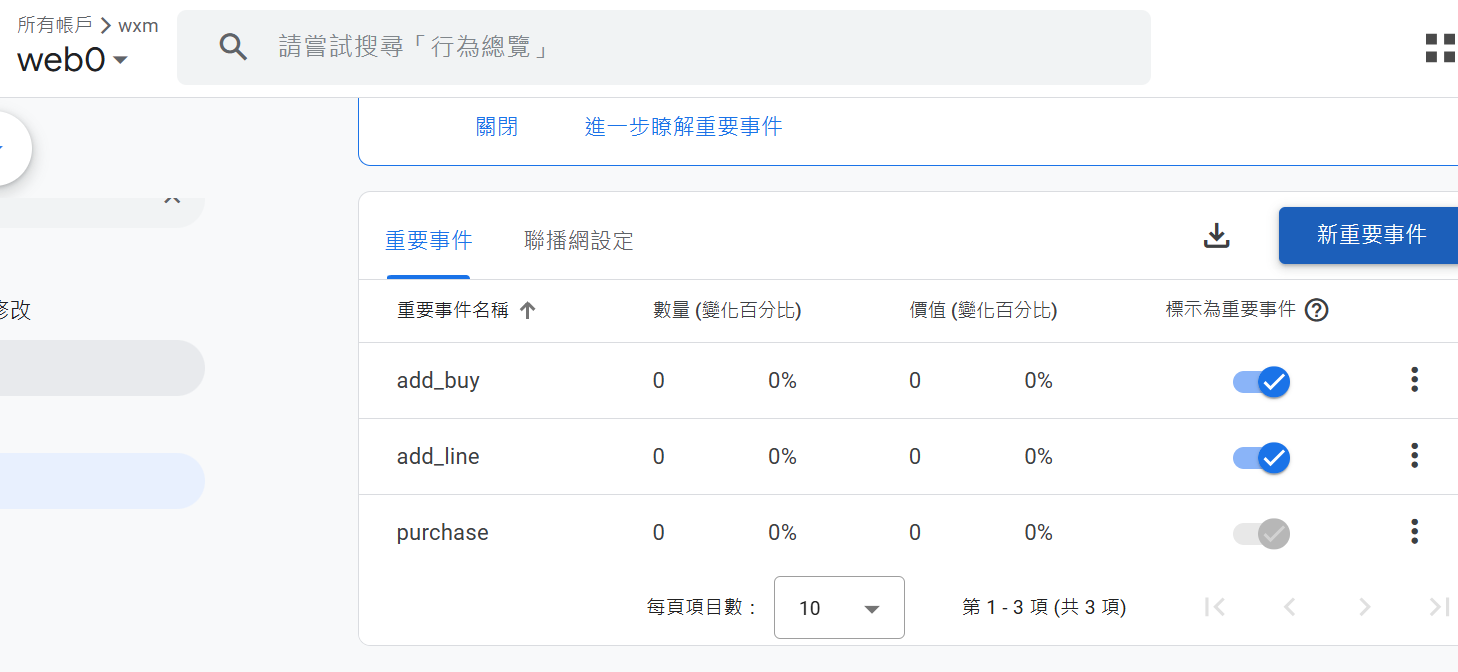 所有帳戶 > wxm
web0
請嘗試搜尋「行為總覽」
關閉 進一步瞭解重要事件
修改
重要事件 聯播網設定 新重要事件
重要事件名稱 數量 (變化百分比) 價值 (變化百分比) 標示為重要事件
add_buy 0 0% 0 0%
add_line 0 0% 0 0%
purchase 0 0% 0 0%
每頁項目數： 10 第 1 - 3 項 (共 3 項)